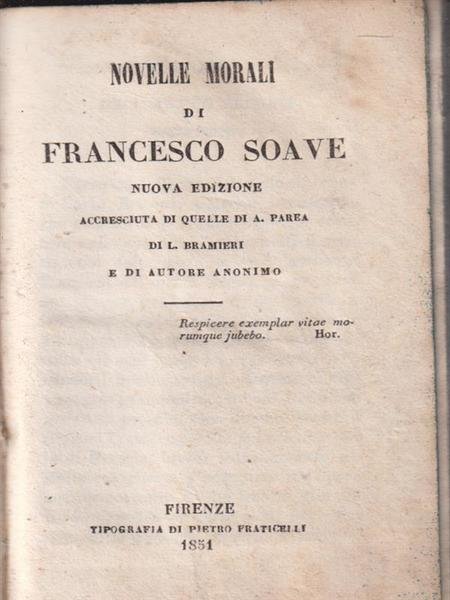 NOVELLE MORALI
DI
FRANCESCO SOAVE
NUOVA EDIZIONE
ACCRESCIUTA DI QUELLE DI A. PAREA
DI L. BRAMIERI
E DI AUTORE ANONIMO
Respicere exemplar vitae mo-
rumque jubebo. Hor.
FIRENZE
TIPOGRAFIA DI PIETRO FRATICELLI
1851